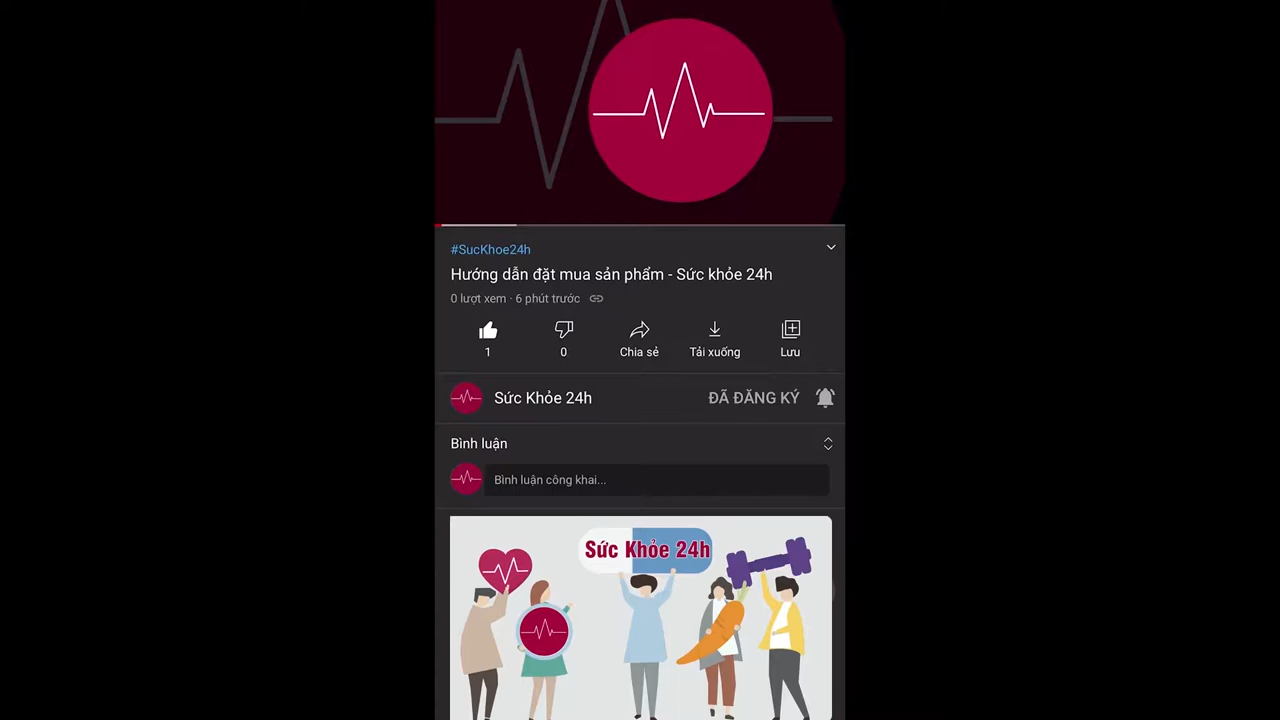 #SucKhoe24h
Hướng dẫn đặt mua sản phẩm - Sức khỏe 24h
0 lượt xem · 6 phút trước
1
0
Chia sẻ
Tải xuống
Lưu
Sức Khỏe 24h
ĐÃ ĐĂNG KÝ
Bình luận
Bình luận công khai...
Sức Khỏe 24h